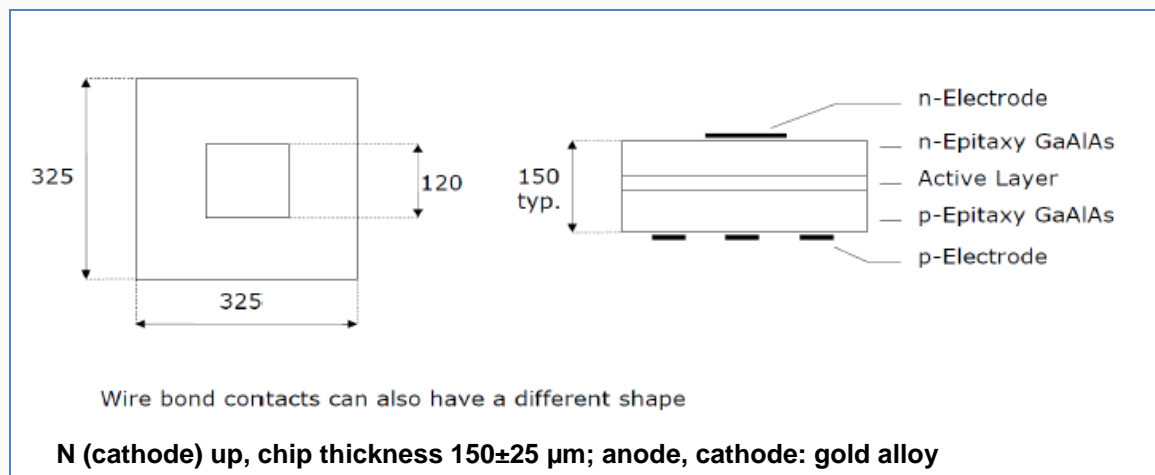 n-Electrode
n-Epitaxy GaAlAs
325
120
150
typ.
Active Layer
p-Epitaxy GaAlAs
p-Electrode
325
Wire bond contacts can also have a different shape
N (cathode) up, chip thickness 150±25 µm; anode, cathode: gold alloy